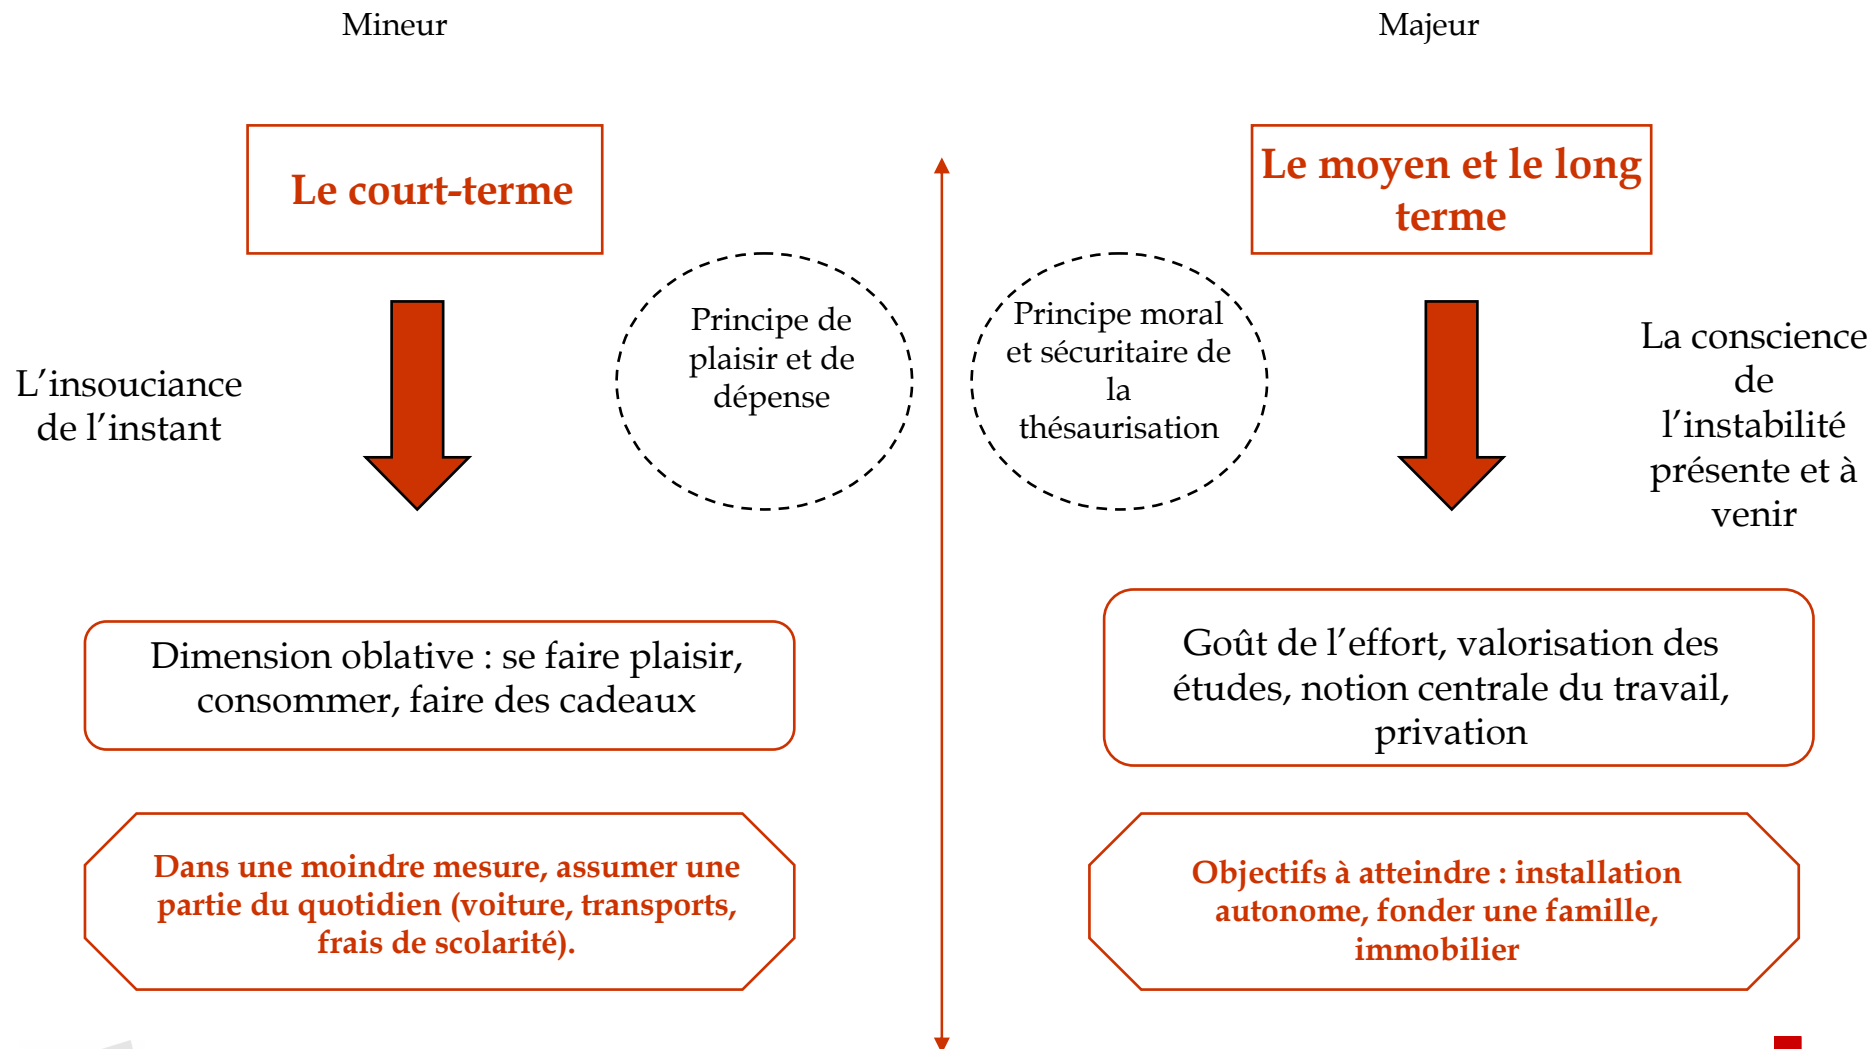 Mineur
Majeur
Le court-terme
Le moyen et le long
terme
Principe de
plaisir et de
dépense
Principe moral
et sécuritaire de
la
thésaurisation
L’insouciance
de l’instant
La conscience
de
l’instabilité
présente et à
venir
Dimension oblative : se faire plaisir,
consommer, faire des cadeaux
Goût de l’effort, valorisation des
études, notion centrale du travail,
privation
Dans une moindre mesure, assumer une
partie du quotidien (voiture, transports,
frais de scolarité).
Objectifs à atteindre : installation
autonome, fonder une famille,
immobilier